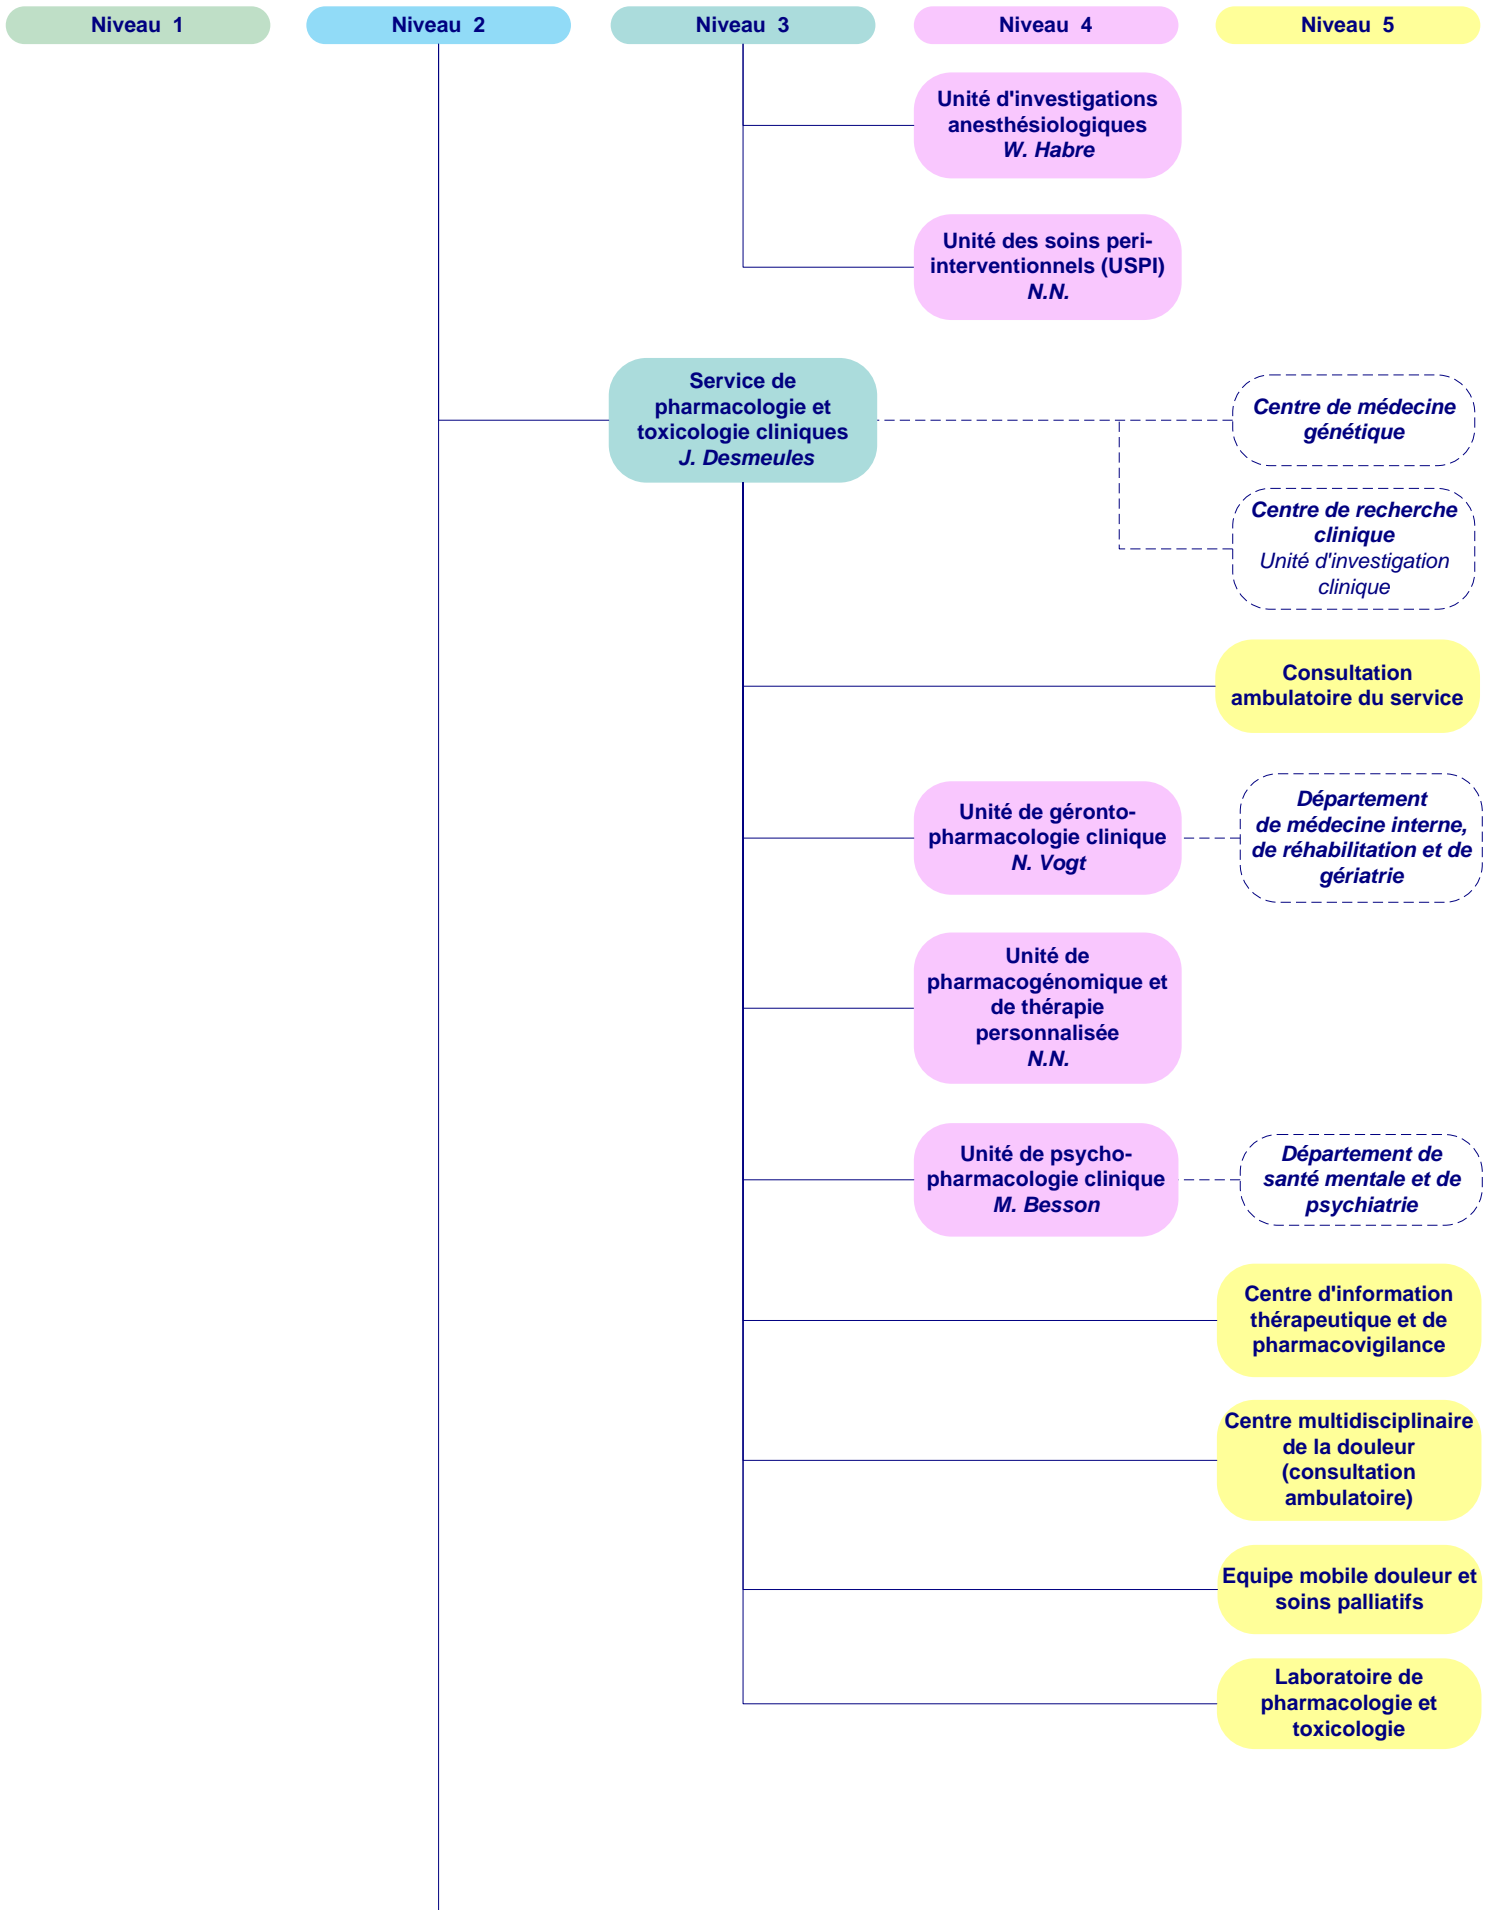 Niveau 1
Niveau 2
Niveau 3
Niveau 4
Niveau 5
Unité d'investigations
anesthésiologiques
W. Habre
Unité des soins peri-
interventionnels (USPI)
N.N.
Service de
pharmacologie et
toxicologie cliniques
J. Desmeules
Centre de médecine
génétique
Centre de recherche
clinique
Unité d'investigation
clinique
Consultation
ambulatoire du service
Unité de géronto-
pharmacologie clinique
N. Vogt
Département
de médecine interne,
de réhabilitation et de
gériatrie
Unité de
pharmacogénomique et
de thérapie
personnalisée
N.N.
Unité de psycho-
pharmacologie clinique
M. Besson
Département de
santé mentale et de
psychiatrie
Centre d'information
thérapeutique et de
pharmacovigilance
Centre multidisciplinaire
de la douleur
(consultation
ambulatoire)
Equipe mobile douleur et
soins palliatifs
Laboratoire de
pharmacologie et
toxicologie